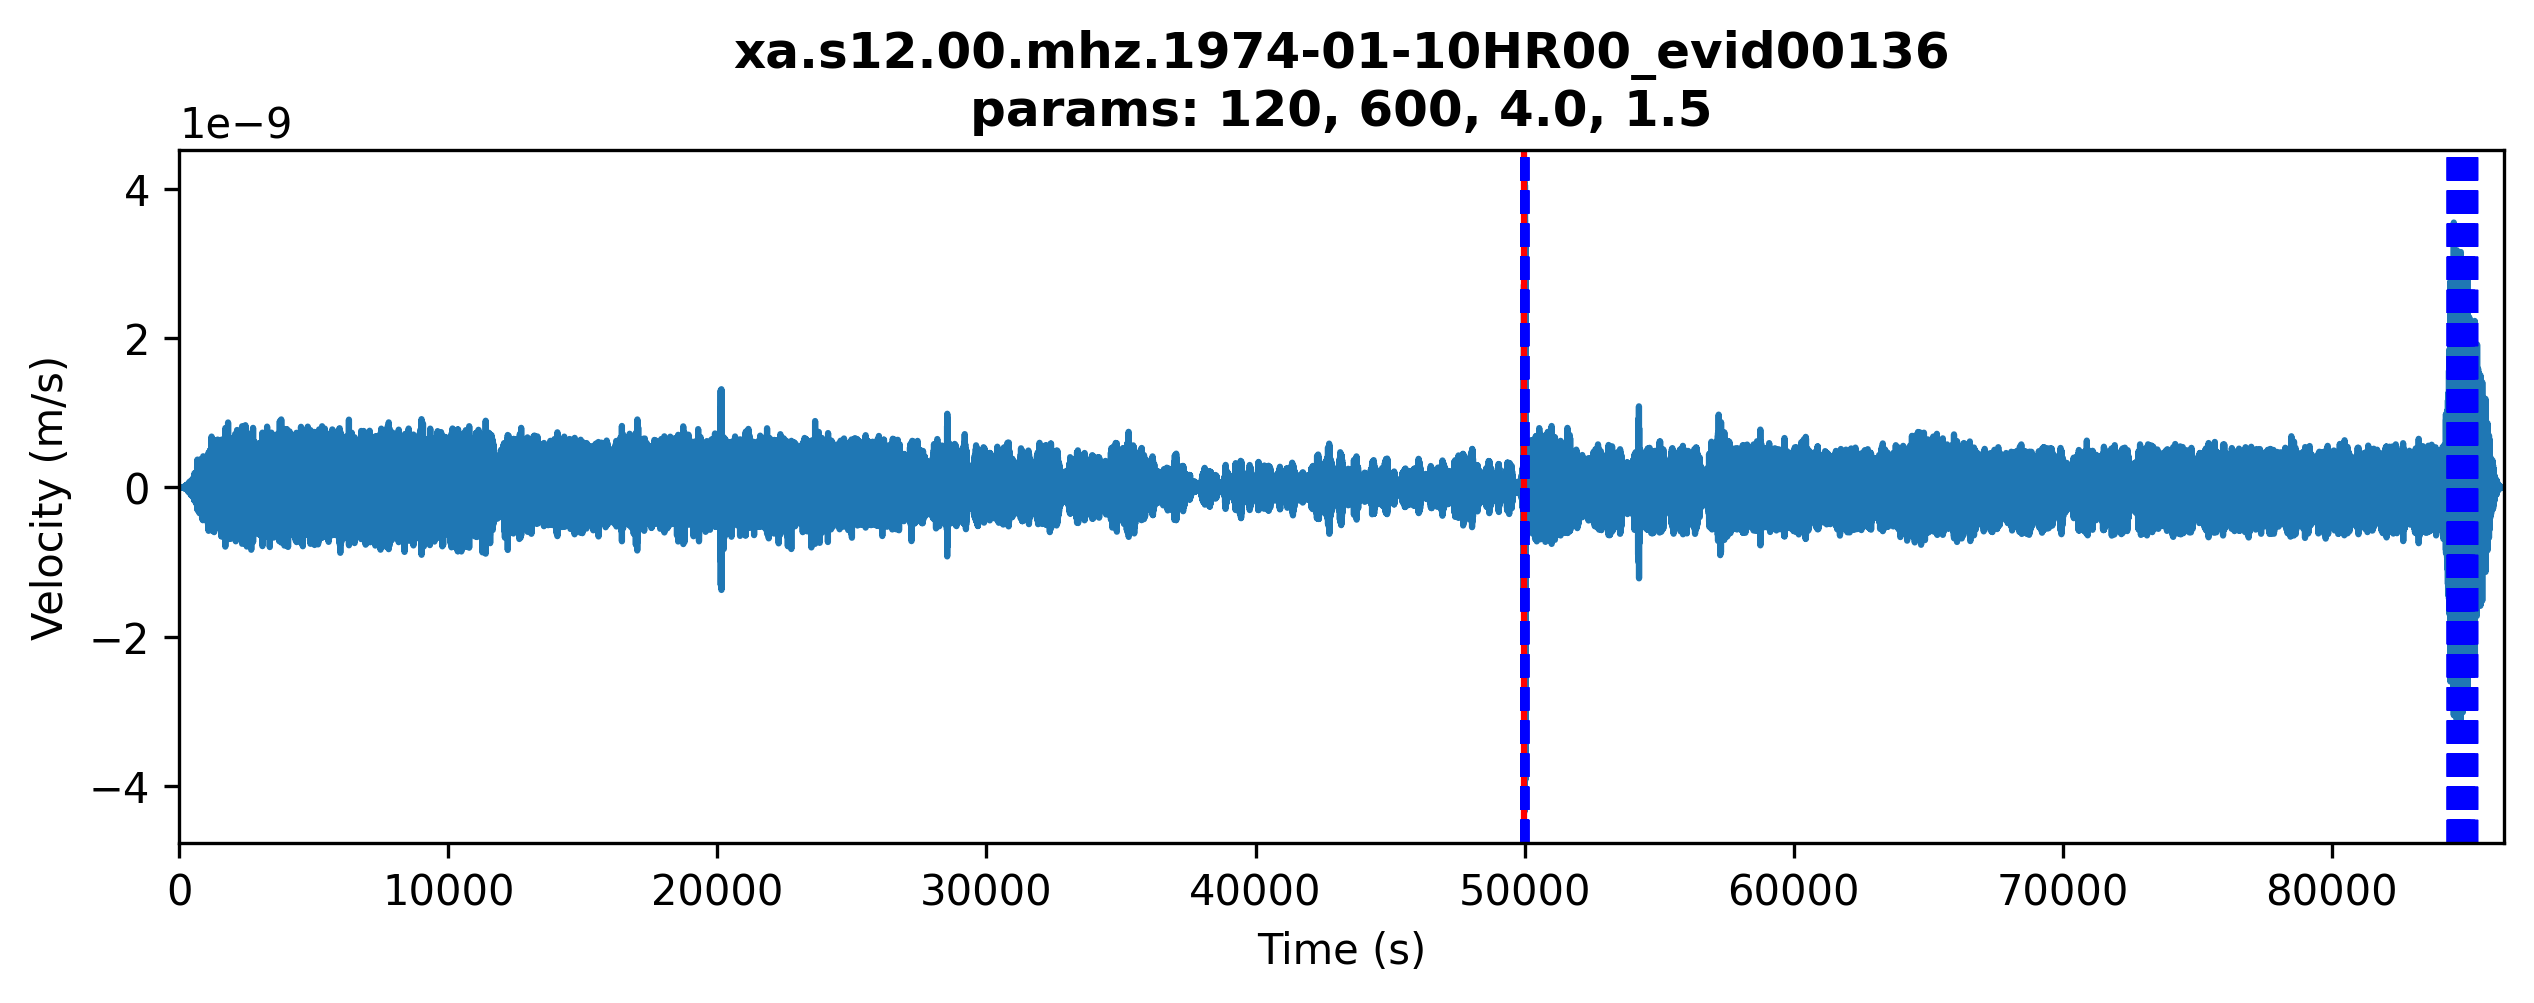 xa.s12.00.mhz.1974-01-10HR00_evid00136
params: 120, 600, 4.0, 1.5
1e−9
4
2
0
−2
−4
Velocity (m/s)
0 10000 20000 30000 40000 50000 60000 70000 80000
Time (s)